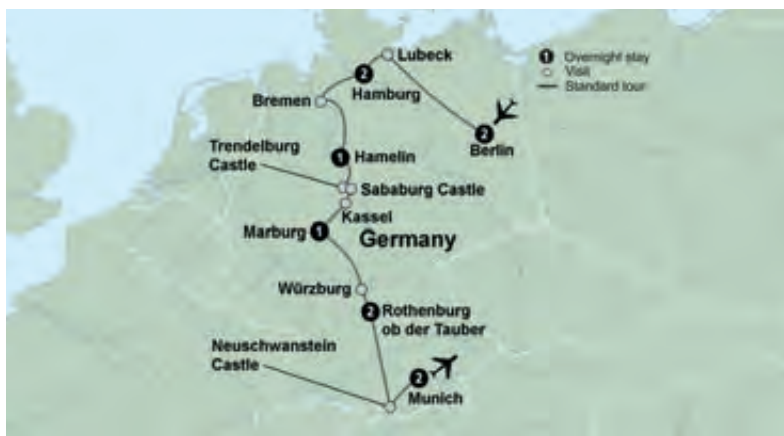 Lubeck
1 Overnight stay
Visit
Standard tour
2
Hamburg
Bremen
2
Berlin
Trendelburg
Castle
1 Hamelin
Sababurg Castle
Kassel
Marburg 1
Germany
Würzburg
2 Rothenburg
ob der Tauber
Neuschwanstein
Castle
2
Munich